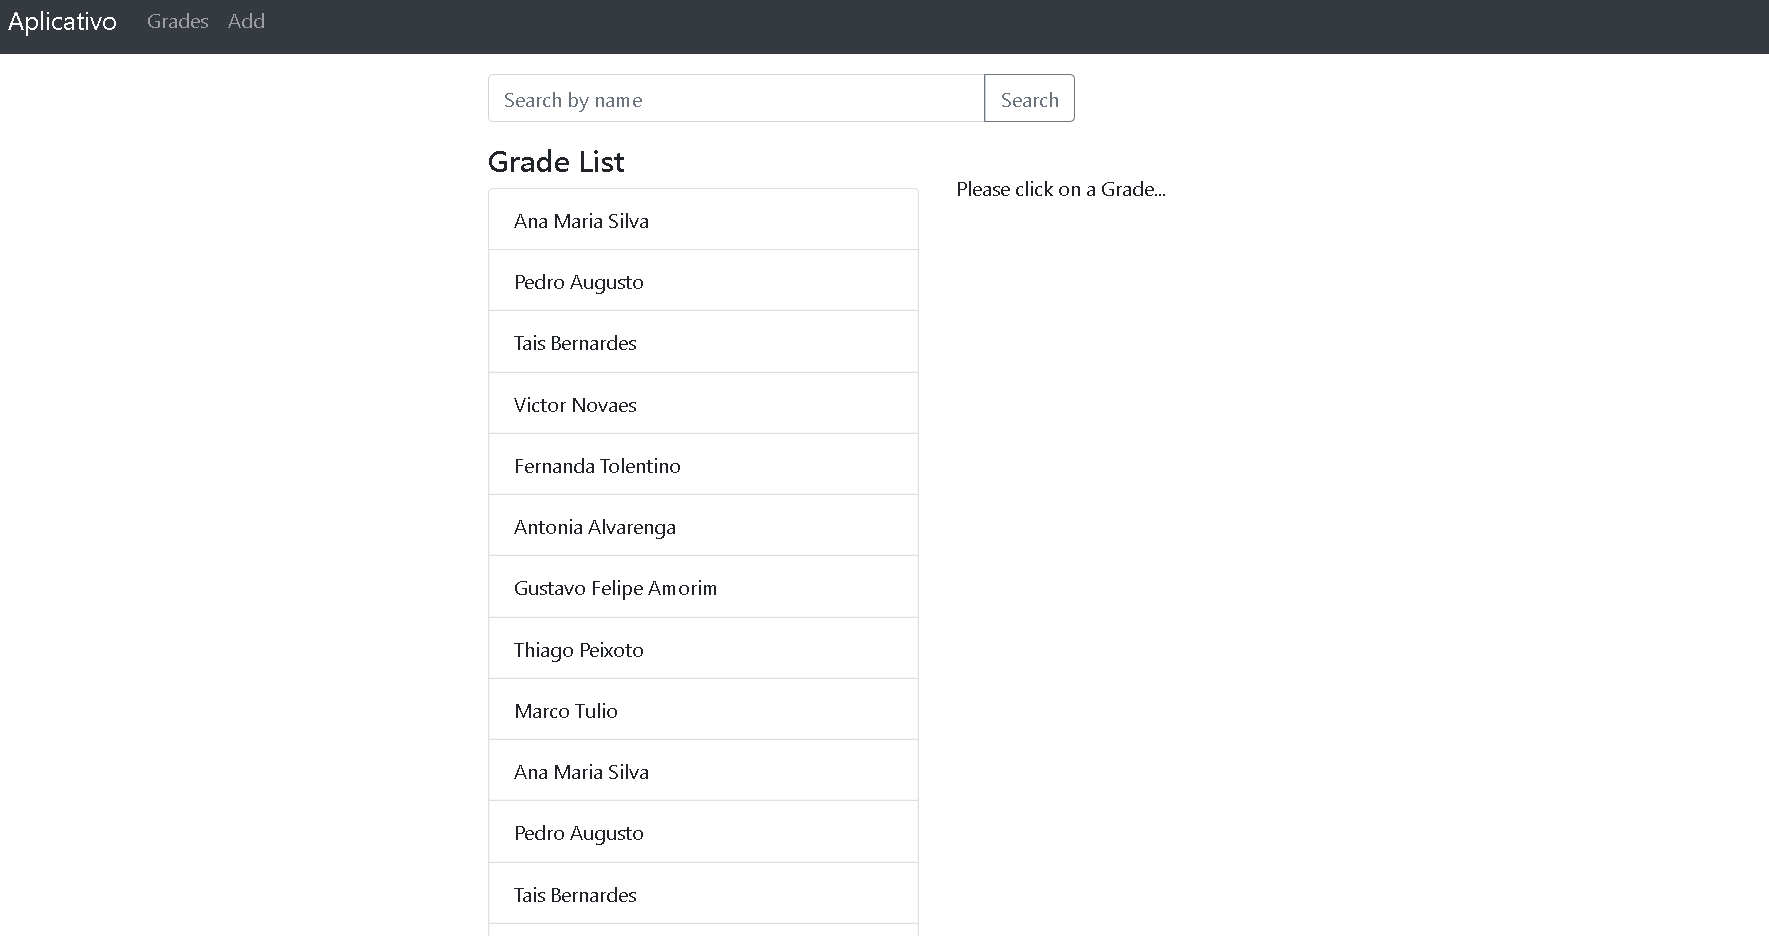 Aplicativo Grades Add
Search by name Search
Grade List
Please click on a Grade...
Ana Maria Silva
Pedro Augusto
Tais Bernardes
Victor Novaes
Fernanda Tolentino
Antonia Alvarenga
Gustavo Felipe Amorim
Thiago Peixoto
Marco Tulio
Ana Maria Silva
Pedro Augusto
Tais Bernardes